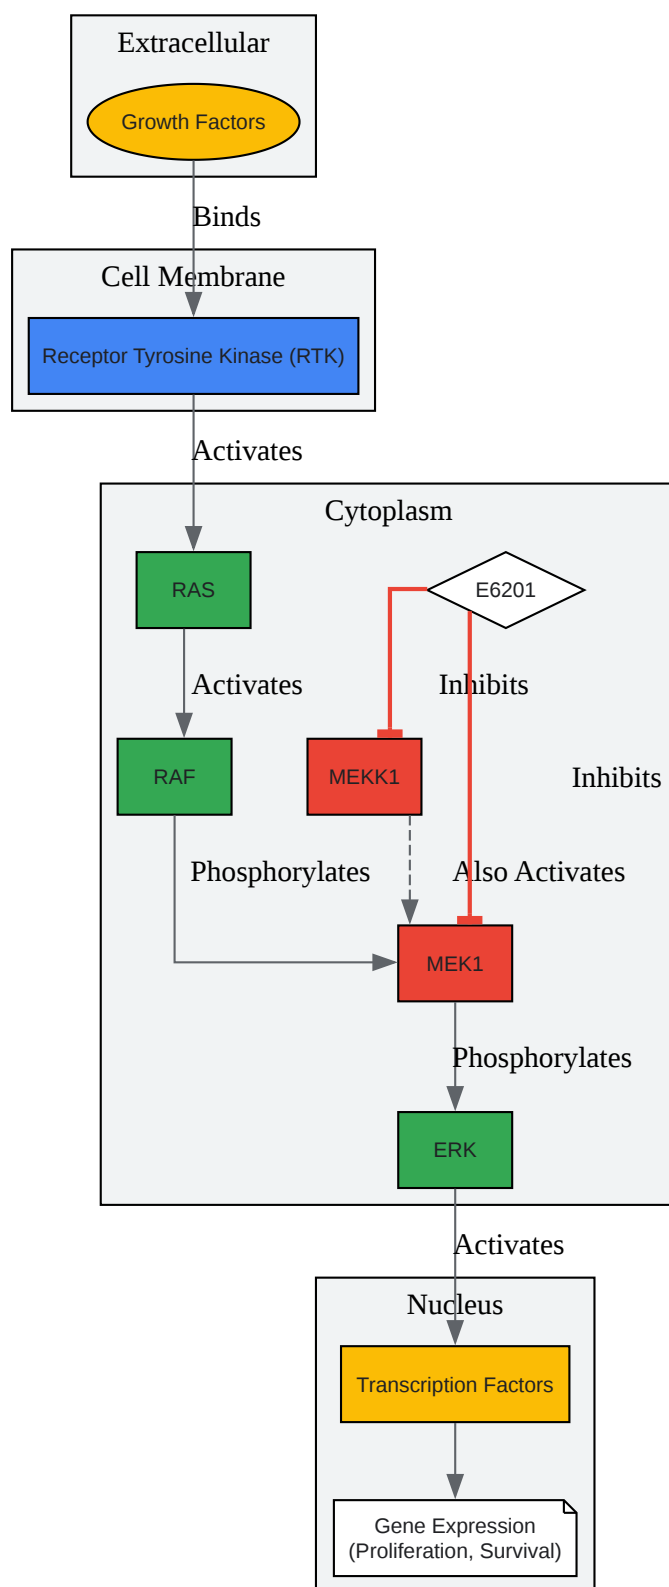 Extracellular
Growth Factors
Binds
Cell Membrane
Receptor Tyrosine Kinase (RTK)
Activates
Cytoplasm
RAS
E6201
Activates
Inhibits
RAF
MEKK1
Inhibits
Phosphorylates
Also Activates
MEK1
Phosphorylates
ERK
Activates
Nucleus
Transcription Factors
Gene Expression
(Proliferation, Survival)